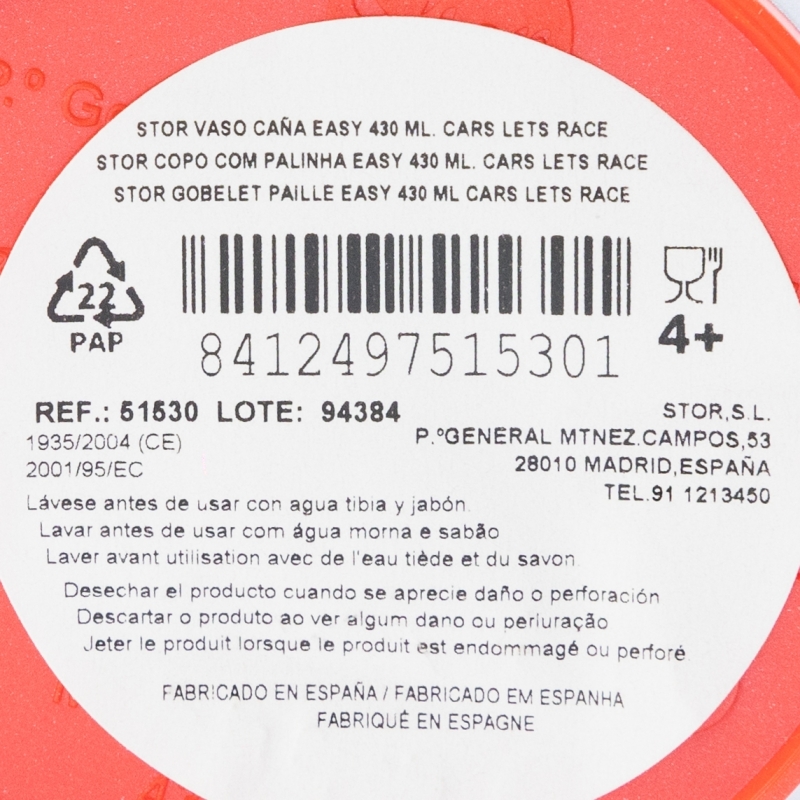 STOR VASO CAÑA EASY 430 ML. CARS LETS RACE
STOR COPO COM PALINHA EASY 430 ML. CARS LETS RACE
STOR GOBELET PAILLE EASY 430 ML CARS LETS RACE
22
PAP
8412497515301
4+
REF.: 51530 LOTE: 94384
1935/2004 (CE)
2001/95/EC
STOR,S.L.
P.ºGENERAL MTNEZ.CAMPOS,53
28010 MADRID,ESPAÑA
TEL.91 1213450
Lávese antes de usar con agua tibia y jabón.
Lavar antes de usar com água morna e sabão
Laver avant utilisation avec de l'eau tiède et du savon.
Desechar el producto cuando se aprecie daño o perforación
Descartar o produto ao ver algum dano ou perfuração
Jeter le produit lorsque le produit est endommagé ou perforé
FABRICADO EN ESPAÑA / FABRICADO EM ESPANHA
FABRIQUÉ EN ESPAGNE